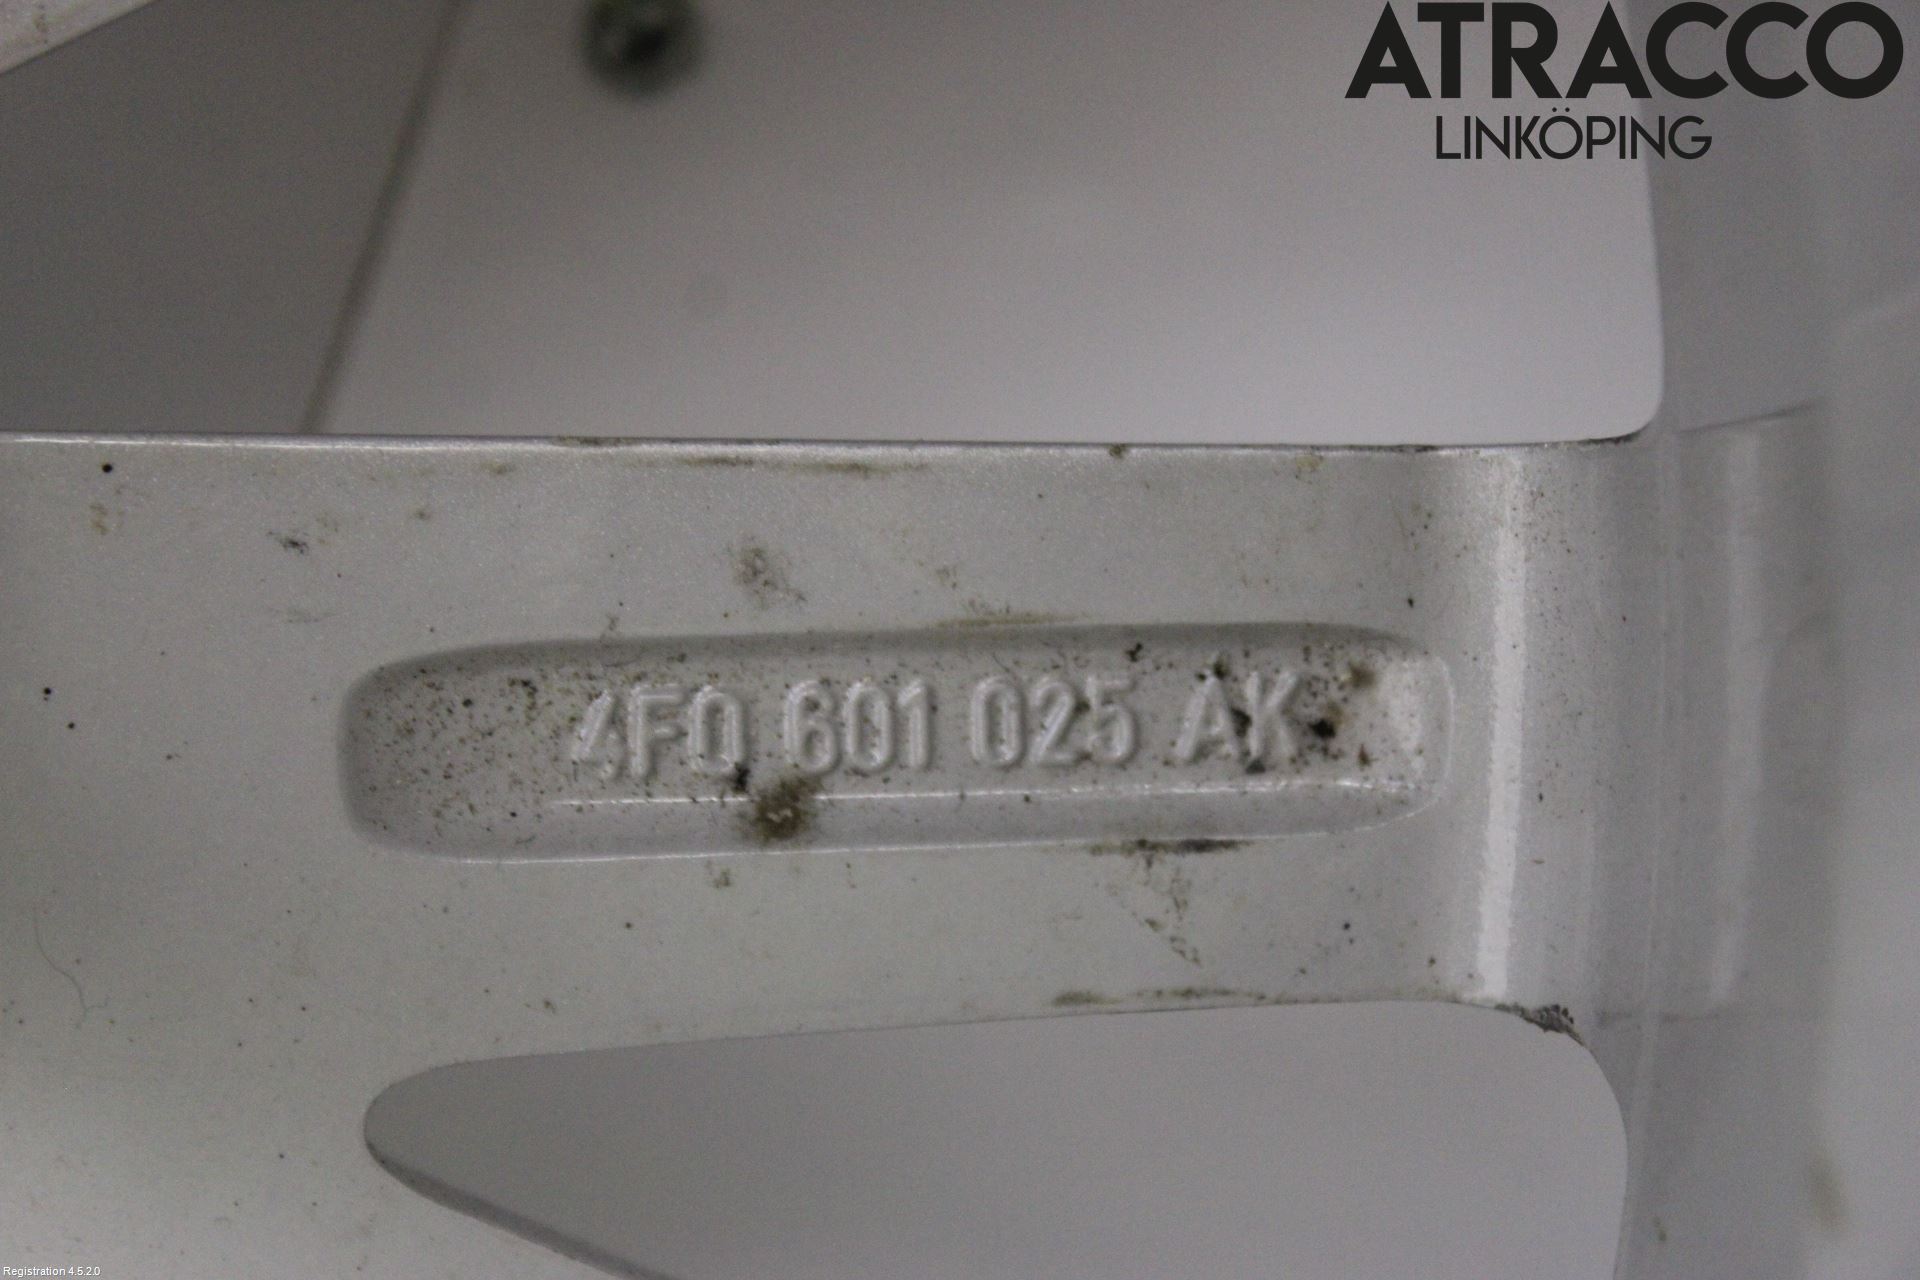 ATRACCO
LINKÖPING
4F0 601 025 AK
Registration 4.5.2.0